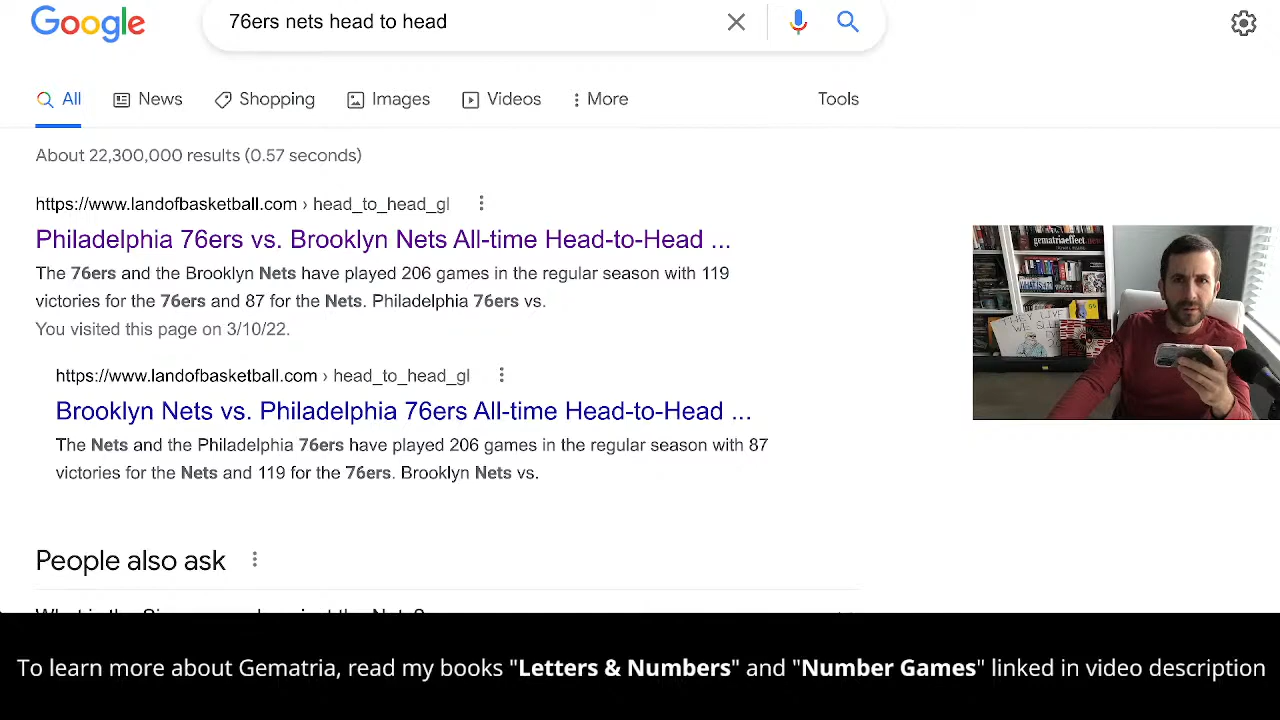 Google
76ers nets head to head
All
News
Shopping
Images
Videos
More
Tools
About 22,300,000 results (0.57 seconds)
https://www.landofbasketball.com › head_to_head_gl
Philadelphia 76ers vs. Brooklyn Nets All-time Head-to-Head ...
The 76ers and the Brooklyn Nets have played 206 games in the regular season with 119
victories for the 76ers and 87 for the Nets. Philadelphia 76ers vs.
You visited this page on 3/10/22.
https://www.landofbasketball.com › head_to_head_gl
Brooklyn Nets vs. Philadelphia 76ers All-time Head-to-Head ...
The Nets and the Philadelphia 76ers have played 206 games in the regular season with 87
victories for the Nets and 119 for the 76ers. Brooklyn Nets vs.
People also ask
gematriaeffect.news
THEY LIVE
WE SLEEP
To learn more about Gematria, read my books "Letters & Numbers" and "Number Games" linked in video description